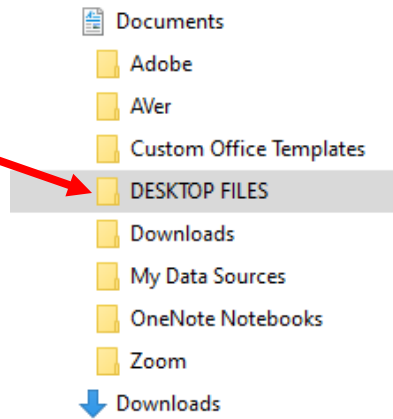 Documents
Adobe
AVer
Custom Office Templates
DESKTOP FILES
Downloads
My Data Sources
OneNote Notebooks
Zoom
Downloads